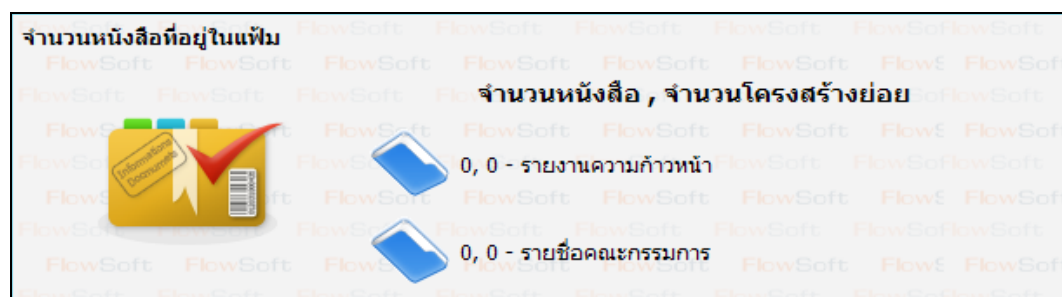 จำนวนหนังสือที่อยู่ในแฟ้ม
จำนวนหนังสือ , จำนวนโครงสร้างย่อย
Informations
Documets
0, 0 - รายงานความก้าวหน้า
0, 0 - รายชื่อคณะกรรมการ
FlowSoft